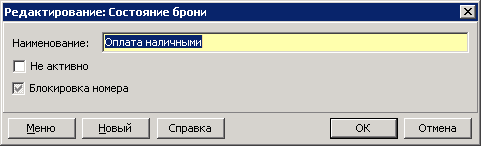 Редактирование: Состояние брони
Наименование: Оплата наличными
Не активно
Блокировка номера
Меню Новый Справка OK Отмена